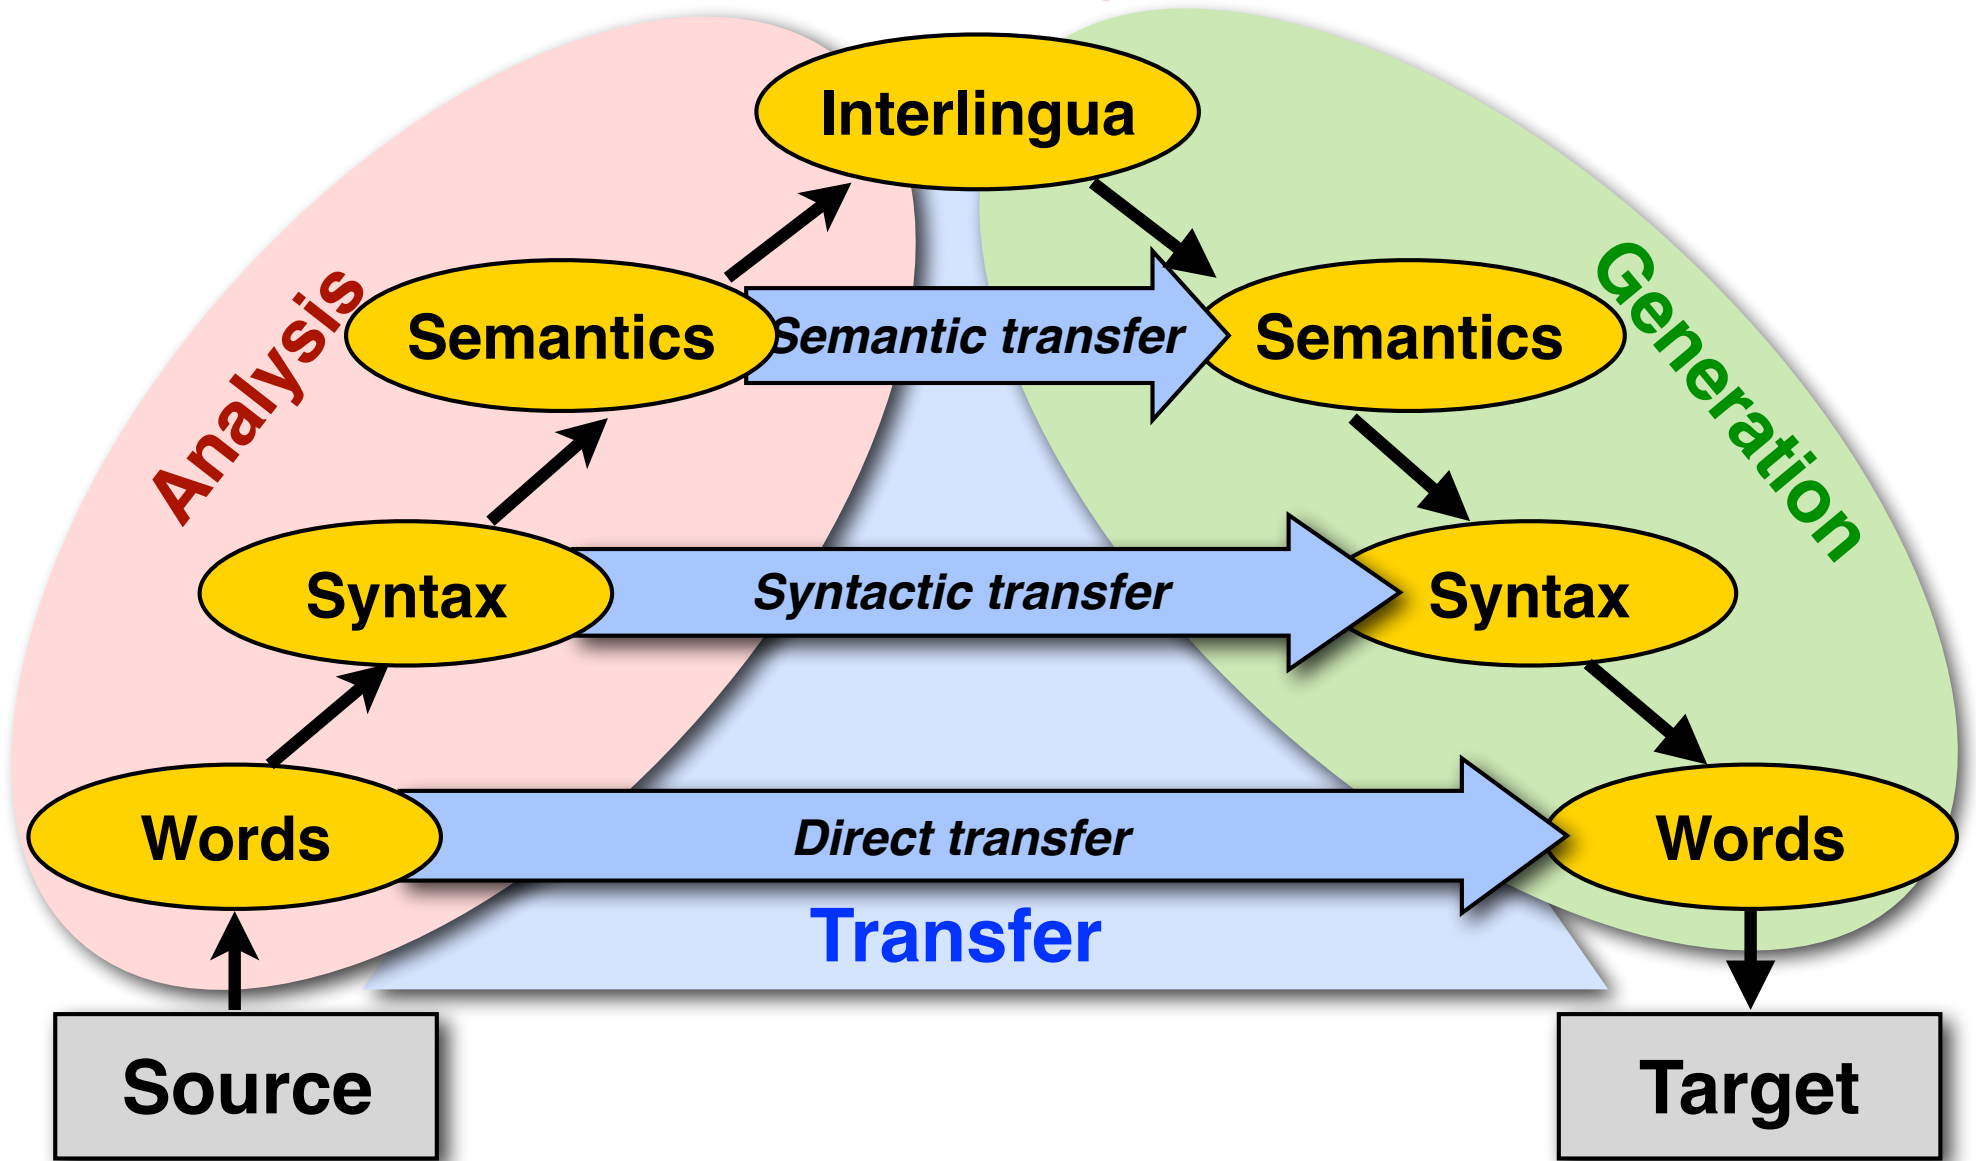 Interlingua
Analysis
Semantics
Semantic transfer
Semantics
Generation
Syntax
Syntactic transfer
Syntax
Words
Direct transfer
Words
Transfer
Source
Target